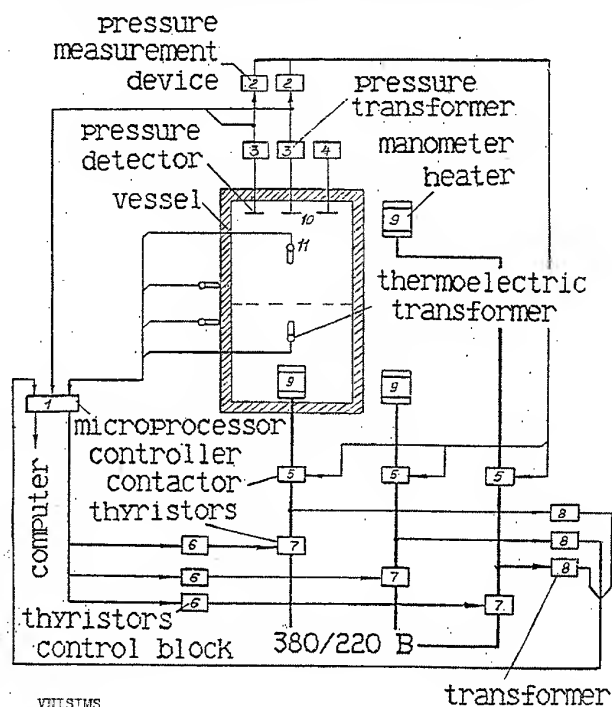 pressure
measurement
device
2
2
pressure
transformer
pressure
detector
3
3
4
manometer
heater
vessel
10
9
11
thermoelectric
transformer
9
9
1
microprocessor
controller
contactor
thyristors
5
5
5
computer
8
6
7
8
6
7
8
6
7
thyristors
control block
380/220 B
transformer
VNISIMS